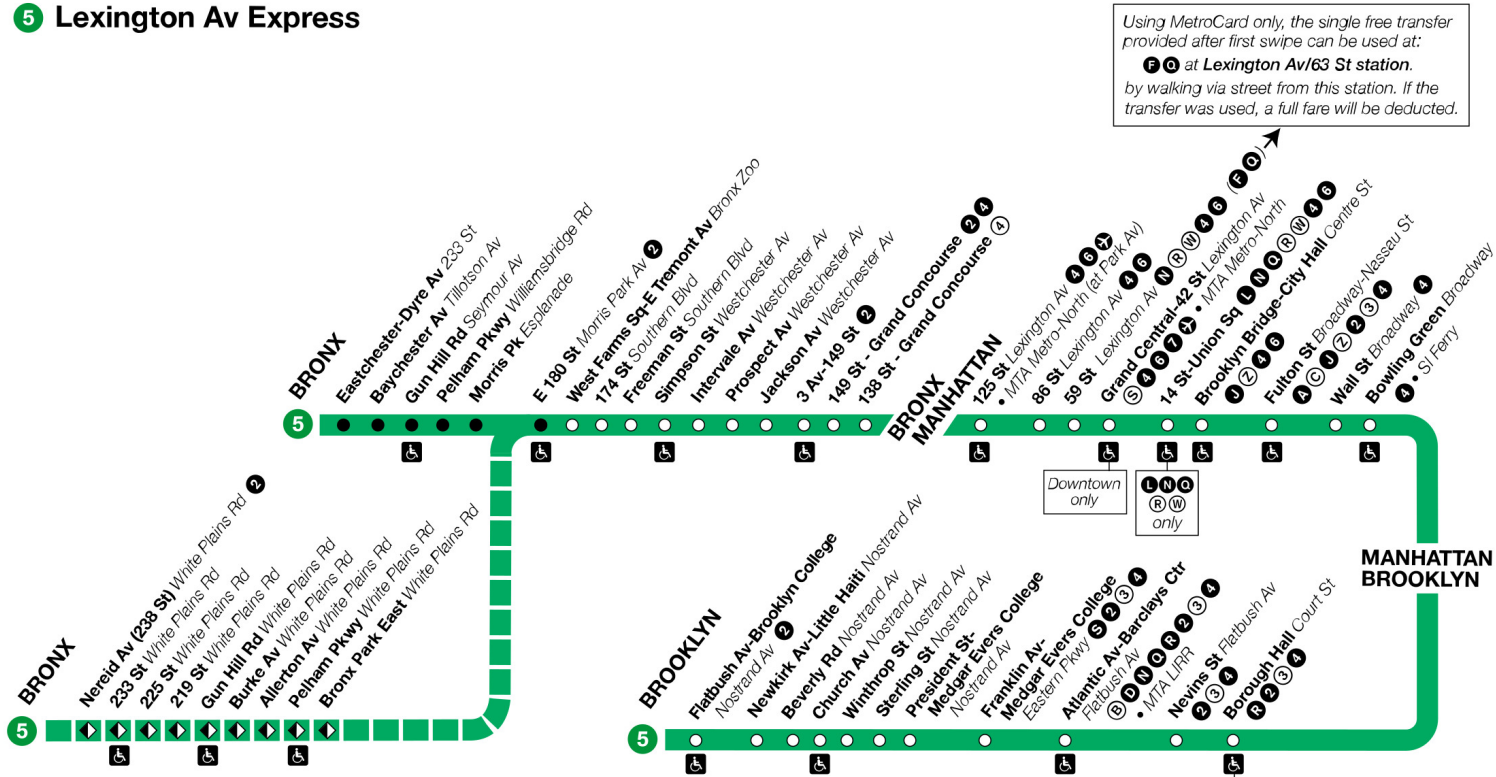 5 Lexington Av Express
Using MetroCard only, the single free transfer
provided after first swipe can be used at:
F Q at Lexington Av/63 St station.
by walking via street from this station. If the
transfer was used, a full fare will be deducted.
BRONX
5
Eastchester-Dyre Av 233 St
Baychester Av Tillotson Av
Gun Hill Rd Seymour Av
Pelham Pkwy Williamsbridge Rd
Morris Pk Esplanade
E 180 St Morris Park Av 2
West Farms Sq-E Tremont Av Bronx Zoo
174 St Southern Blvd
Freeman St Southern Blvd
Simpson St Westchester Av
Intervale Av Westchester Av
Prospect Av Westchester Av
Jackson Av Westchester Av
3 Av-149 St 2
149 St - Grand Concourse 2 4
138 St - Grand Concourse 4
BRONX
MANHATTAN
125 St Lexington Av 4 6
• MTA Metro-North (at Park Av)
86 St Lexington Av 4 6
59 St Lexington Av N R W 4 6 (F Q)
Grand Central-42 St Lexington Av
S 4 6 7 • MTA Metro-North
14 St-Union Sq L N Q R W 4 6
Brooklyn Bridge-City Hall Centre St
J Z 4 6
Fulton St Broadway-Nassau St
A C J Z 2 3 4
Wall St Broadway 4
Bowling Green Broadway
4 • SI Ferry
Downtown
only
L N Q
R W
only
MANHATTAN
BROOKLYN
BRONX
5
Nereid Av (238 St) White Plains Rd 2
233 St White Plains Rd
225 St White Plains Rd
219 St White Plains Rd
Gun Hill Rd White Plains Rd
Burke Av White Plains Rd
Allerton Av White Plains Rd
Pelham Pkwy White Plains Rd
Bronx Park East White Plains Rd
BROOKLYN
5
Flatbush Av-Brooklyn College
Nostrand Av 2
Newkirk Av-Little Haiti Nostrand Av
Beverly Rd Nostrand Av
Church Av Nostrand Av
Winthrop St Nostrand Av
Sterling St Nostrand Av
President St-
Medgar Evers College
Nostrand Av
Franklin Av-
Medgar Evers College
Eastern Pkwy S 2 3 4
Atlantic Av-Barclays Ctr
Flatbush Av
B D N Q R 2 3 4
• MTA LIRR
Nevins St Flatbush Av
2 3 4
Borough Hall Court St
R 2 3 4